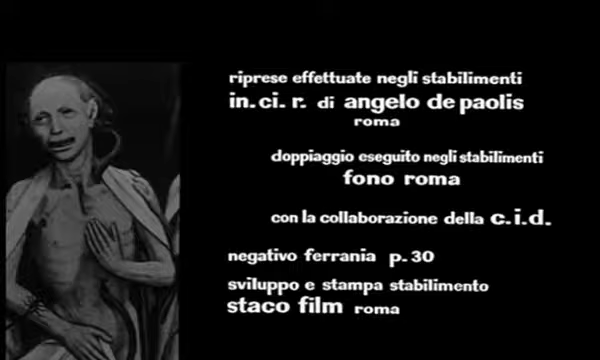 riprese effettuate negli stabilimenti
in.ci.r. di angelo de paolis
roma
doppiaggio eseguito negli stabilimenti
fono roma
con la collaborazione della c.i.d.
negativo ferrania p.30
sviluppo e stampa stabilimento
staco film roma